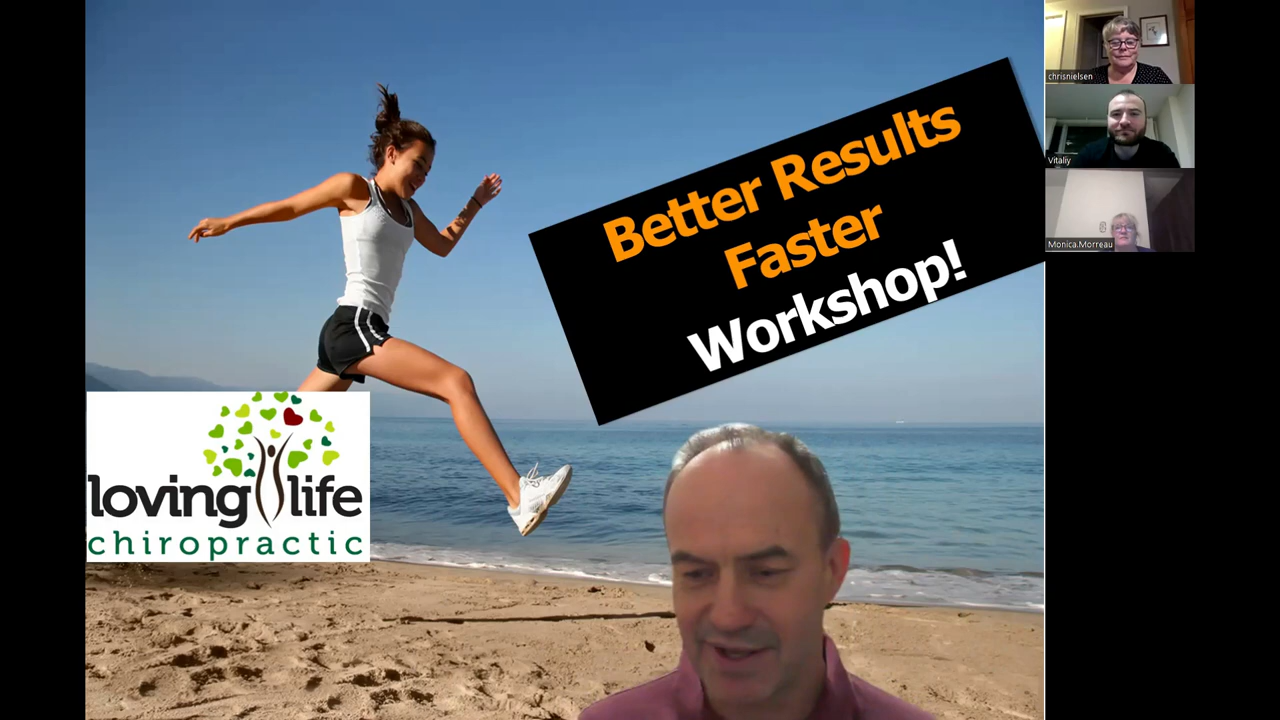 Better Results
Faster
Workshop!
loving life
chiropractic
chrisnielsen
Vitaliy
Monica.Morreau